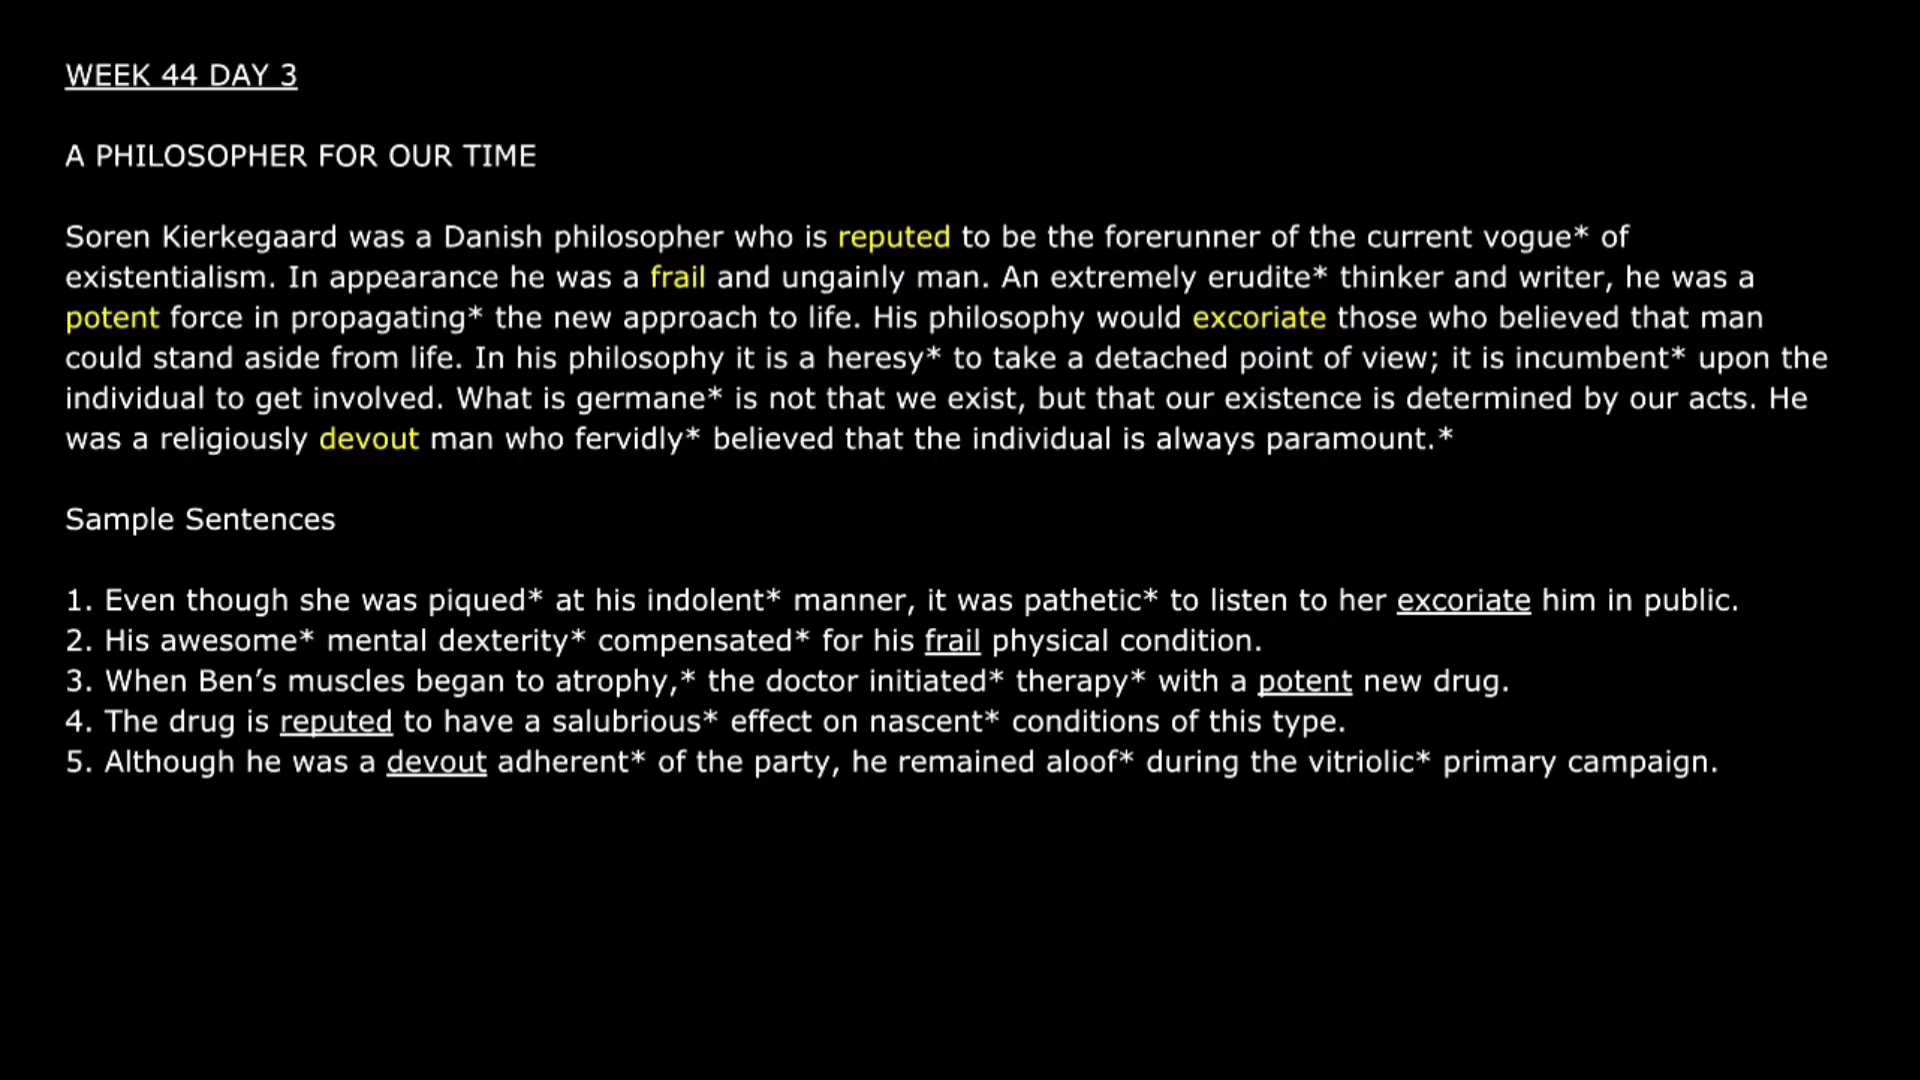 WEEK 44 DAY 3
A PHILOSOPHER FOR OUR TIME
Soren Kierkegaard was a Danish philosopher who is reputed to be the forerunner of the current vogue* of
existentialism. In appearance he was a frail and ungainly man. An extremely erudite* thinker and writer, he was a
potent force in propagating* the new approach to life. His philosophy would excoriate those who believed that man
could stand aside from life. In his philosophy it is a heresy* to take a detached point of view; it is incumbent* upon the
individual to get involved. What is germane* is not that we exist, but that our existence is determined by our acts. He
was a religiously devout man who fervidly* believed that the individual is always paramount.*
Sample Sentences
1. Even though she was piqued* at his indolent* manner, it was pathetic* to listen to her excoriate him in public.
2. His awesome* mental dexterity* compensated* for his frail physical condition.
3. When Ben’s muscles began to atrophy,* the doctor initiated* therapy* with a potent new drug.
4. The drug is reputed to have a salubrious* effect on nascent* conditions of this type.
5. Although he was a devout adherent* of the party, he remained aloof* during the vitriolic* primary campaign.